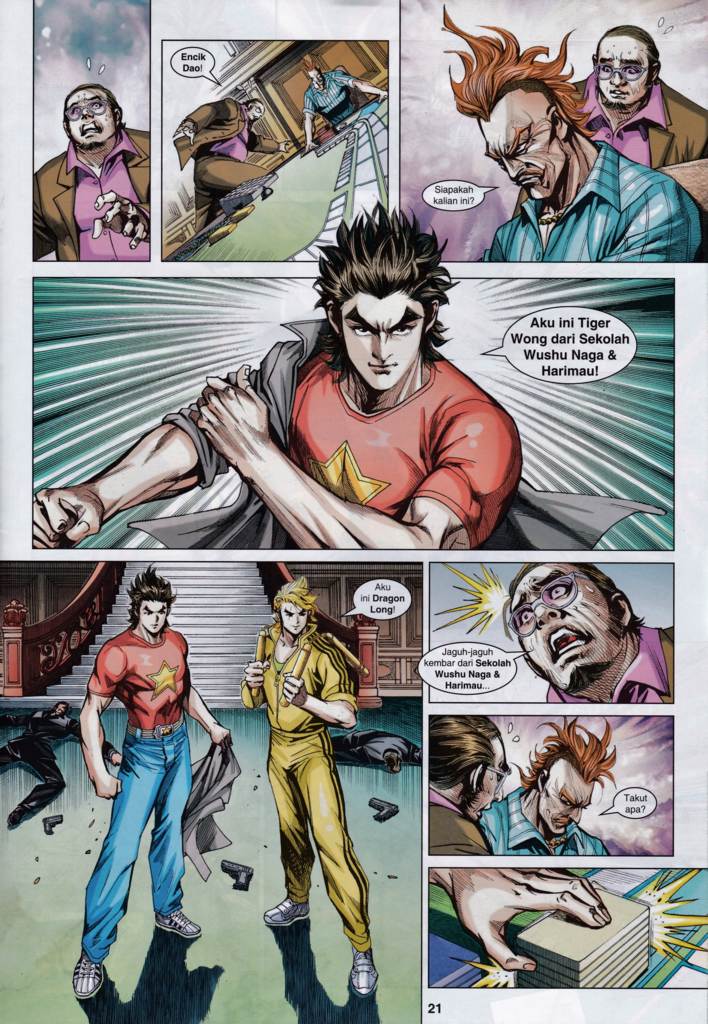 Encik
Dao!
Siapakah
kalian ini?
Aku ini Tiger
Wong dari Sekolah
Wushu Naga &
Harimau!
Aku
ini Dragon
Long!
Jaguh-jaguh
kembar dari Sekolah
Wushu Naga &
Harimau...
Takut
apa?
21